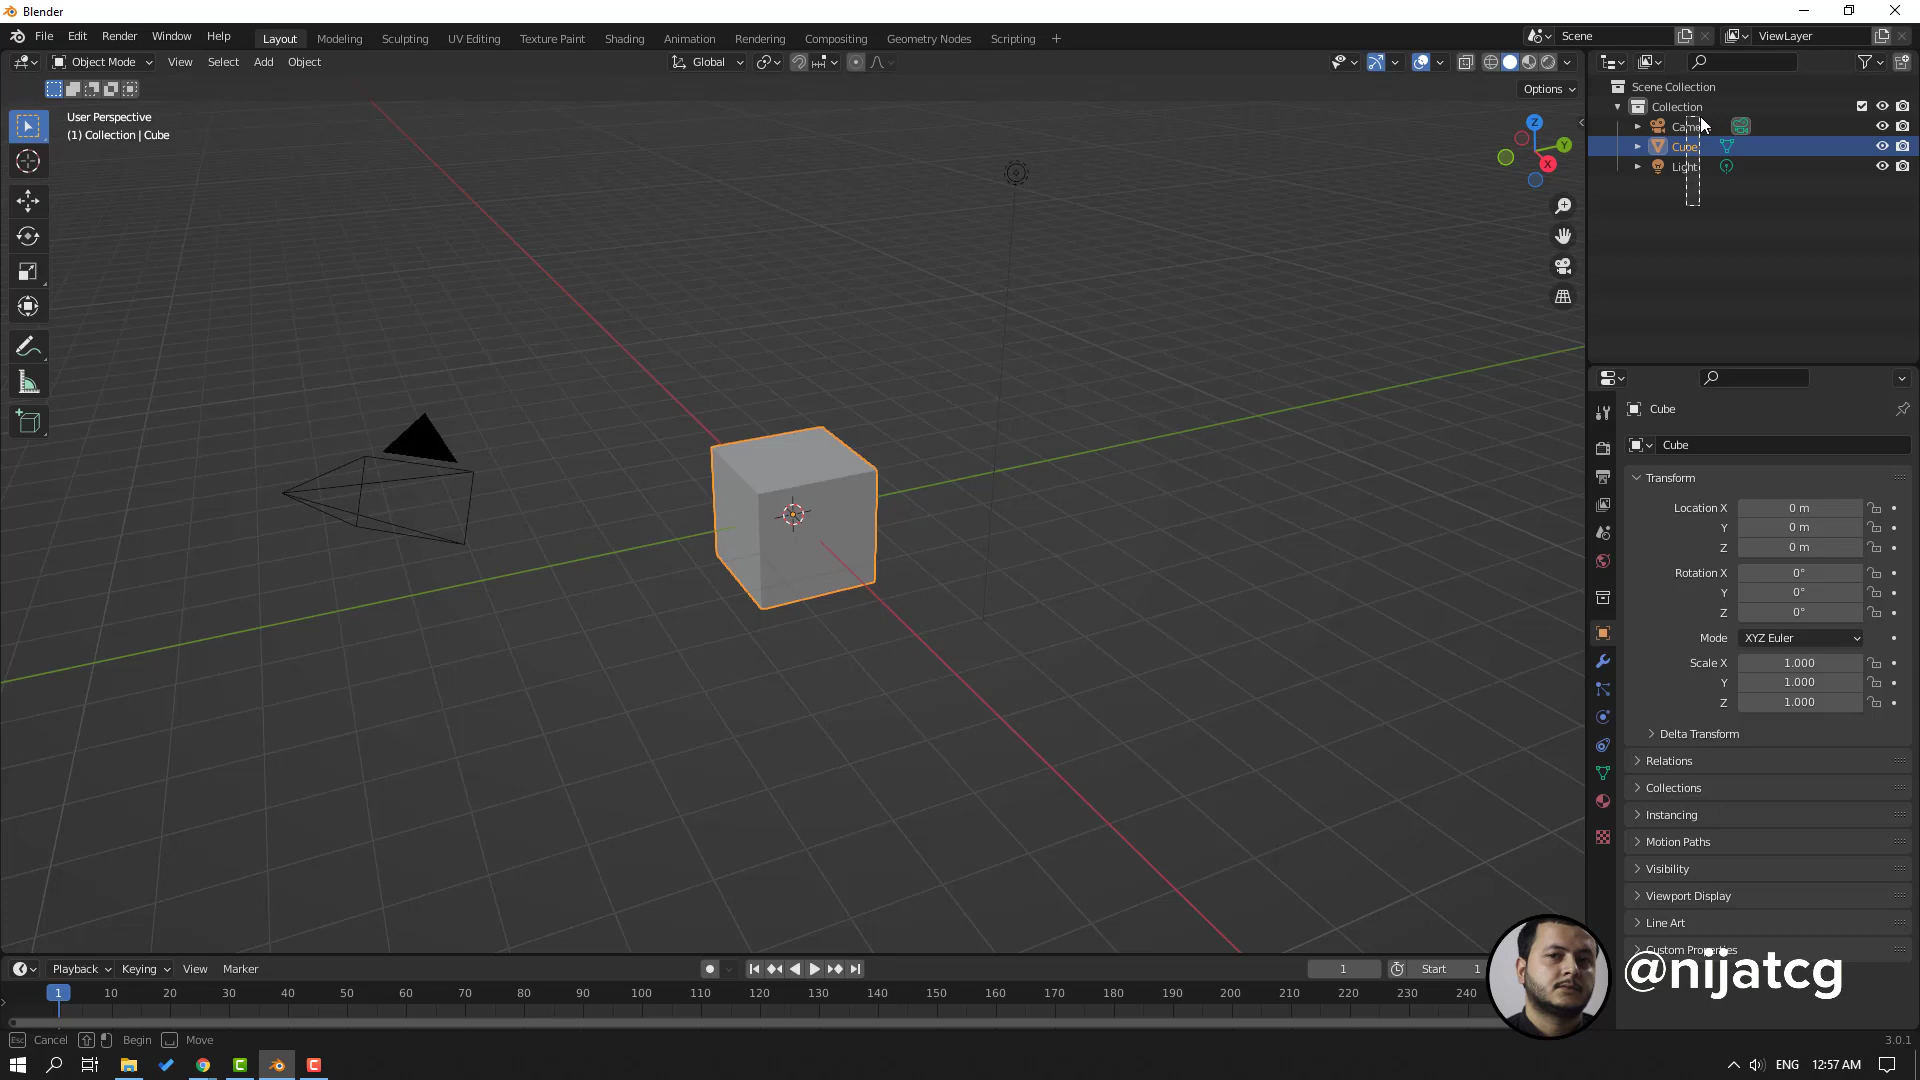 Blender
File Edit Render Window Help Layout Modeling Sculpting UV Editing Texture Paint Shading Animation Rendering Compositing Geometry Nodes Scripting Scene ViewLayer
Object Mode View Select Add Object Global
Options
User Perspective
(1) Collection | Cube
Z
Y
X
Scene Collection
Collection
Cube
Light
Cube
Cube
Transform
Location X 0 m
Y 0 m
Z 0 m
Rotation X 0°
Y 0°
Z 0°
Mode XYZ Euler
Scale X 1.000
Y 1.000
Z 1.000
Delta Transform
Relations
Collections
Instancing
Motion Paths
Visibility
Viewport Display
Line Art
Custom Properties
@nijatcg
Playback Keying View Marker 1 Start 1
1 10 20 30 40 50 60 70 80 90 100 110 120 130 140 150 160 170 180 190 200 210 220 230 240
Esc Cancel Begin Move 3.0.1
ENG 12:57 AM